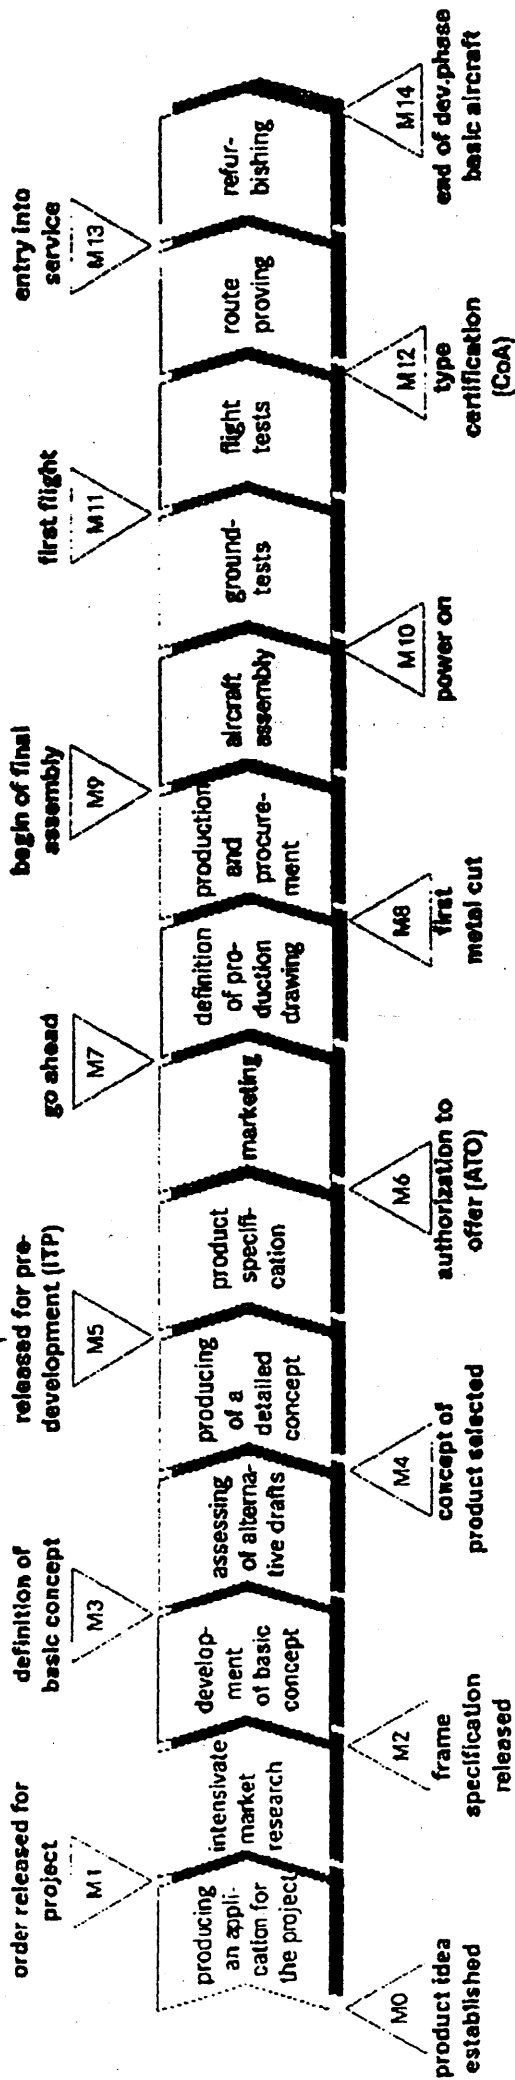 order released for
project
M1
definition of
basic concept
M3
released for pre-
development (ITP)
M5
go ahead
M7
begin of final
assembly
M9
first flight
M11
entry into
service
M13
producing
an appli-
cation for
the project
intensivate
market
research
develop-
ment
of basic
concept
assessing
of alterna-
tive drafts
producing
of a
detailed
concept
product
specifi-
cation
marketing
definition
of pro-
duction
drawing
production
and
procure-
ment
aircraft
assembly
ground-
tests
flight
tests
route
proving
refur-
bishing
M0
product idea
established
M2
frame
specification
released
M4
concept of
product selected
M6
authorization to
offer (ATO)
M8
first
metal cut
M10
power on
M12
type
certification
(CoA)
M14
end of dev.phase
basic aircraft